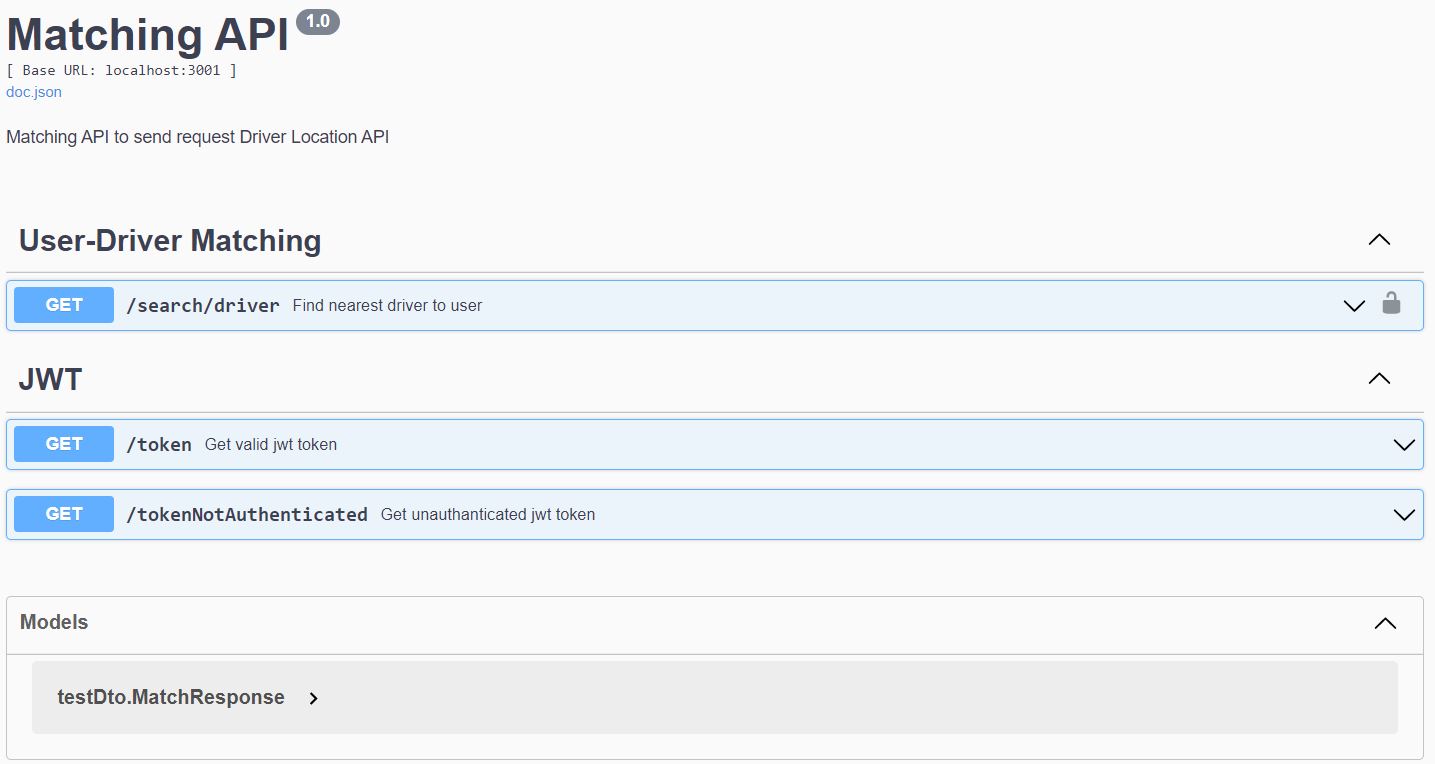 Matching API 1.0
[ Base URL: localhost:3001 ]
doc.json
Matching API to send request Driver Location API
User-Driver Matching
GET /search/driver Find nearest driver to user
JWT
GET /token Get valid jwt token
GET /tokenNotAuthenticated Get unauthanticated jwt token
Models
testDto.MatchResponse